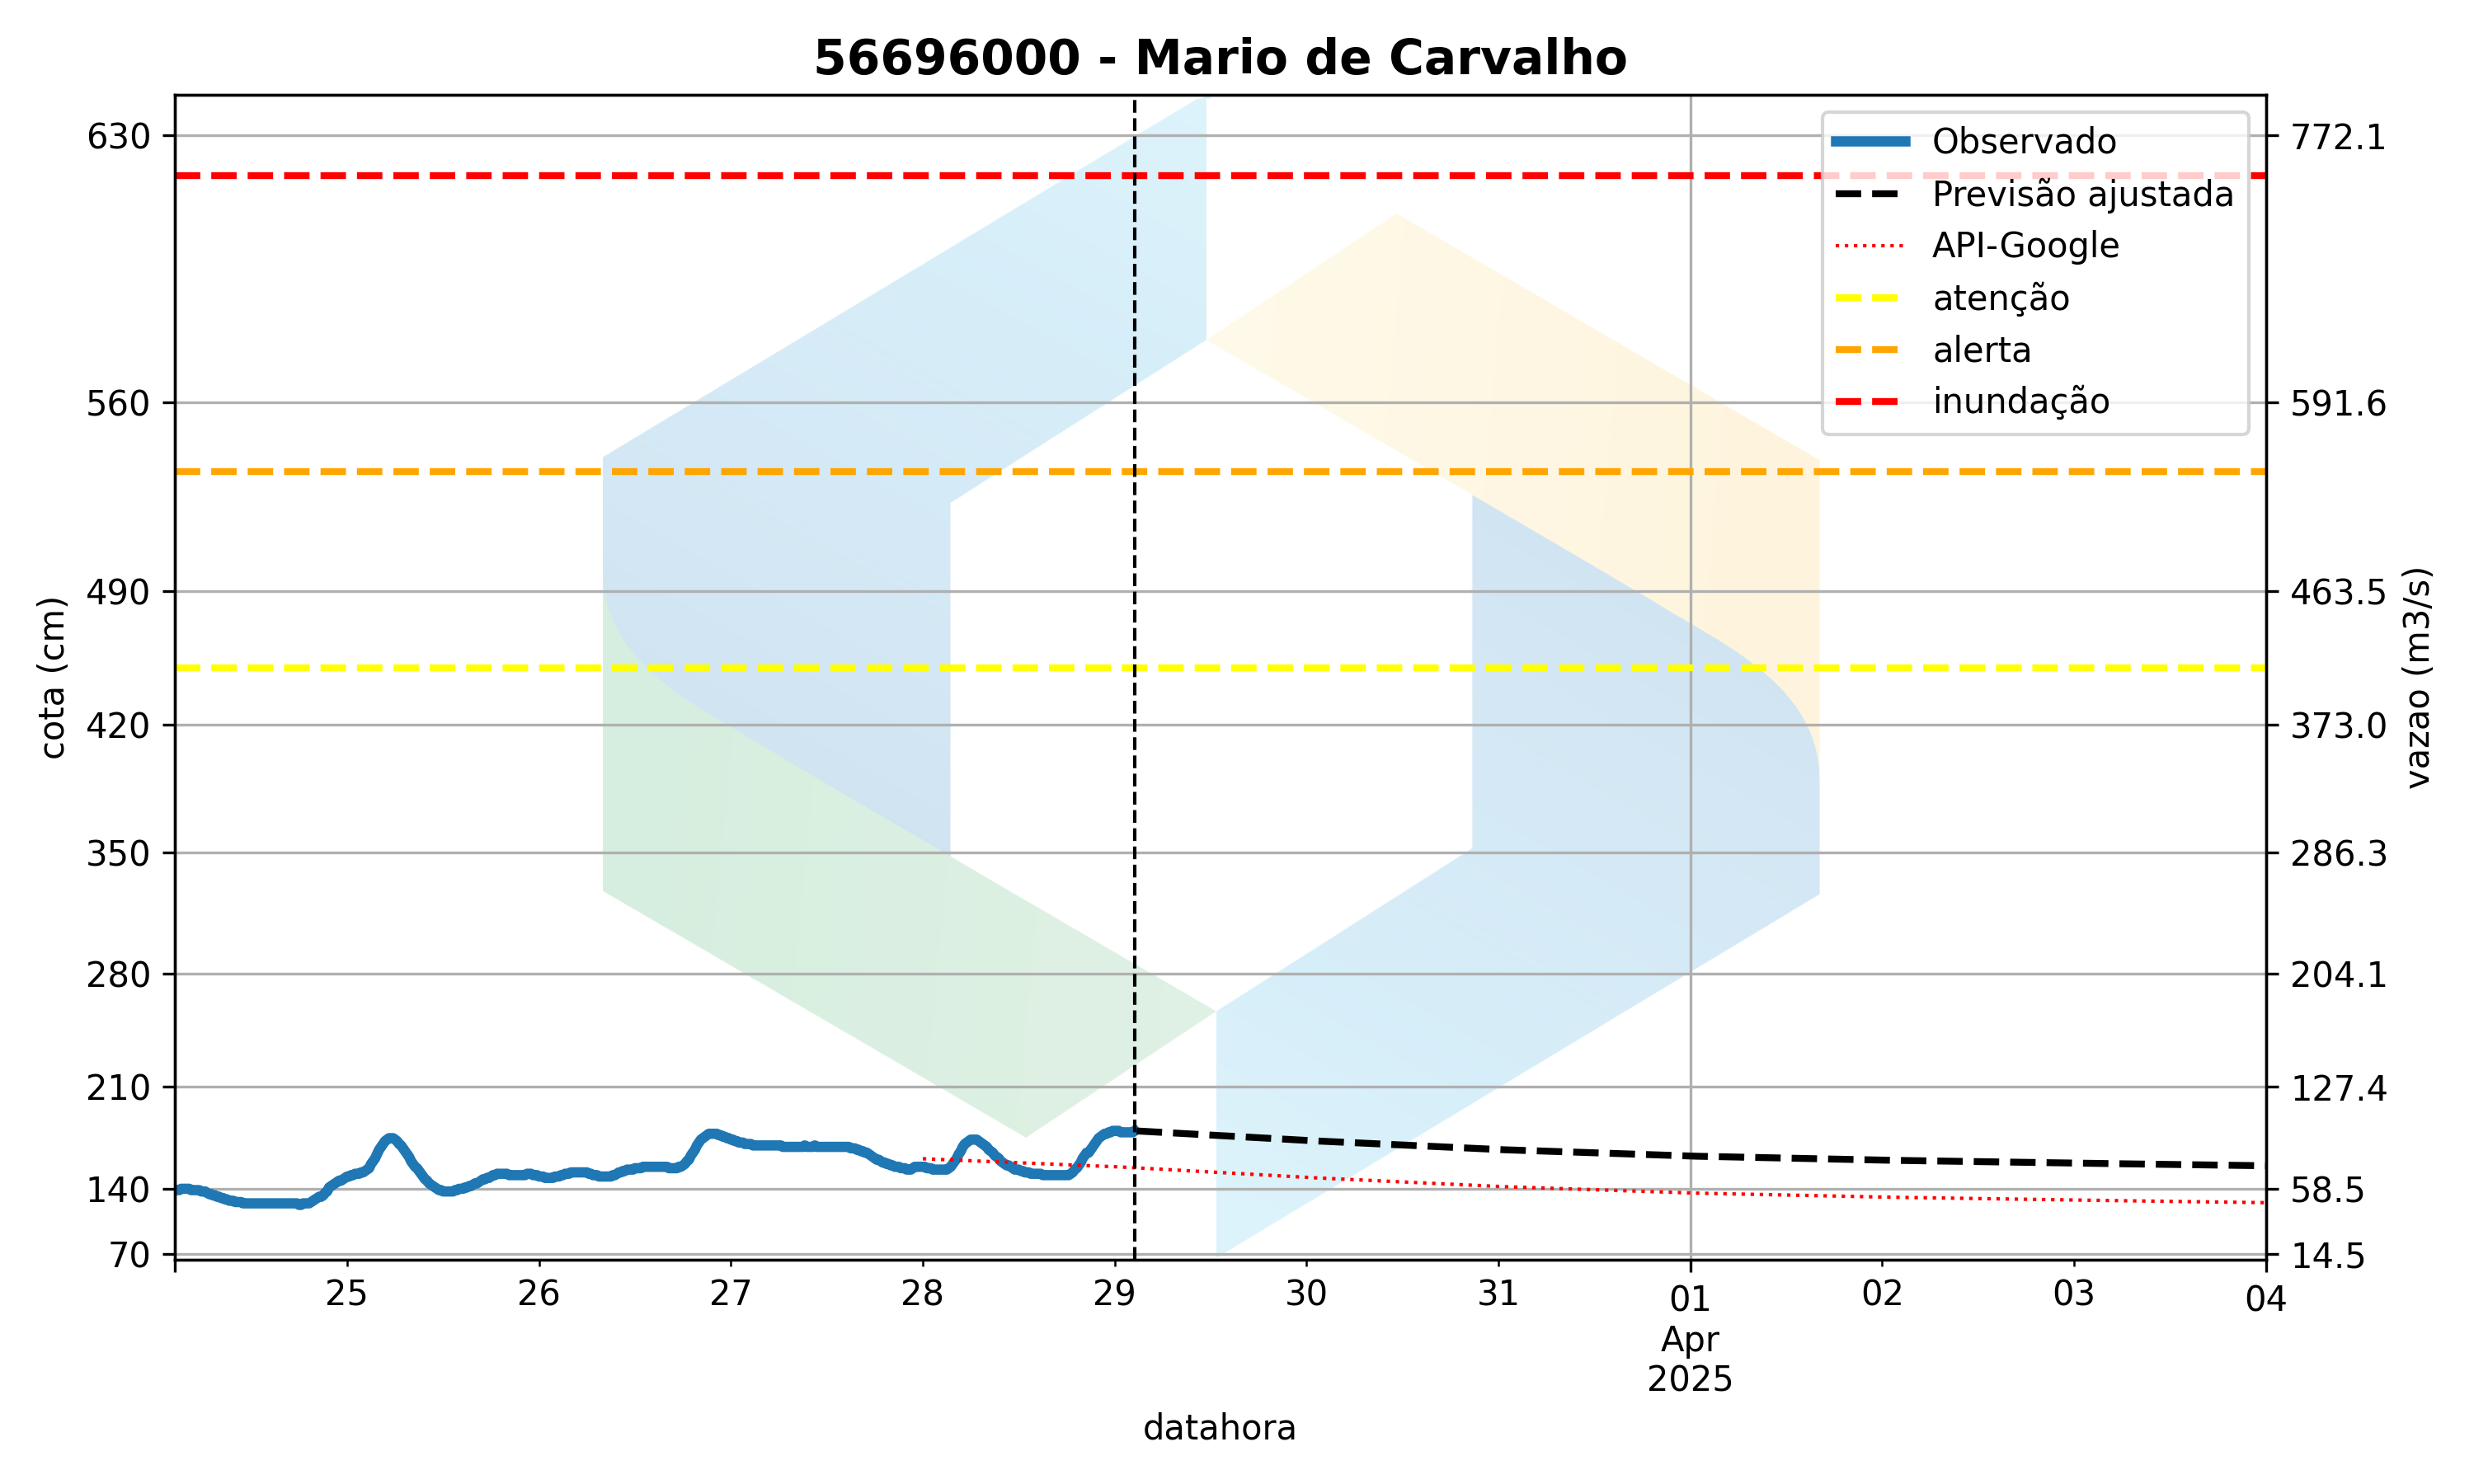 56696000 - Mario de Carvalho
630
560
490
420
350
280
210
140
70
cota (cm)
772.1
591.6
463.5
373.0
286.3
204.1
127.4
58.5
14.5
vazao (m3/s)
Observado
Previsão ajustada
API-Google
atenção
alerta
inundação
25 26 27 28 29 30 31 01 02 03 04
Apr
2025
datahora